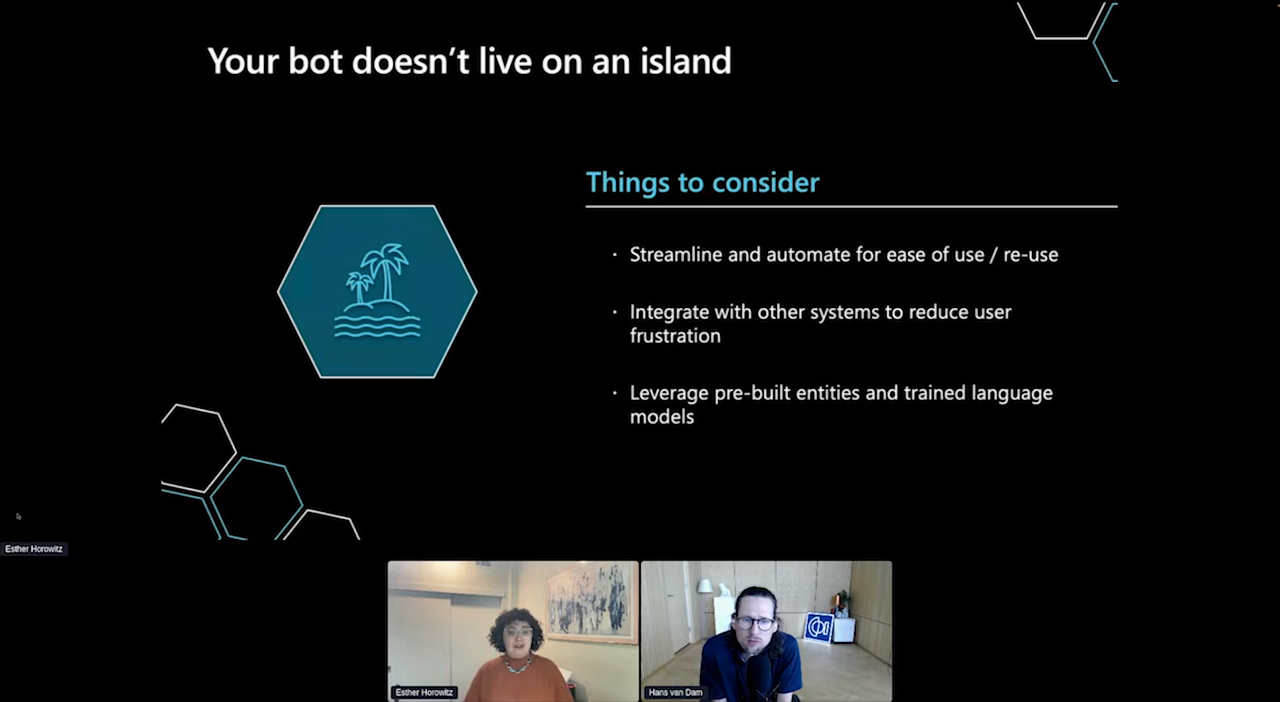 Your bot doesn’t live on an island
Things to consider
· Streamline and automate for ease of use / re-use
· Integrate with other systems to reduce user
frustration
· Leverage pre-built entities and trained language
models
Esther Horowitz
Esther Horowitz
Hans van Dam
CDI